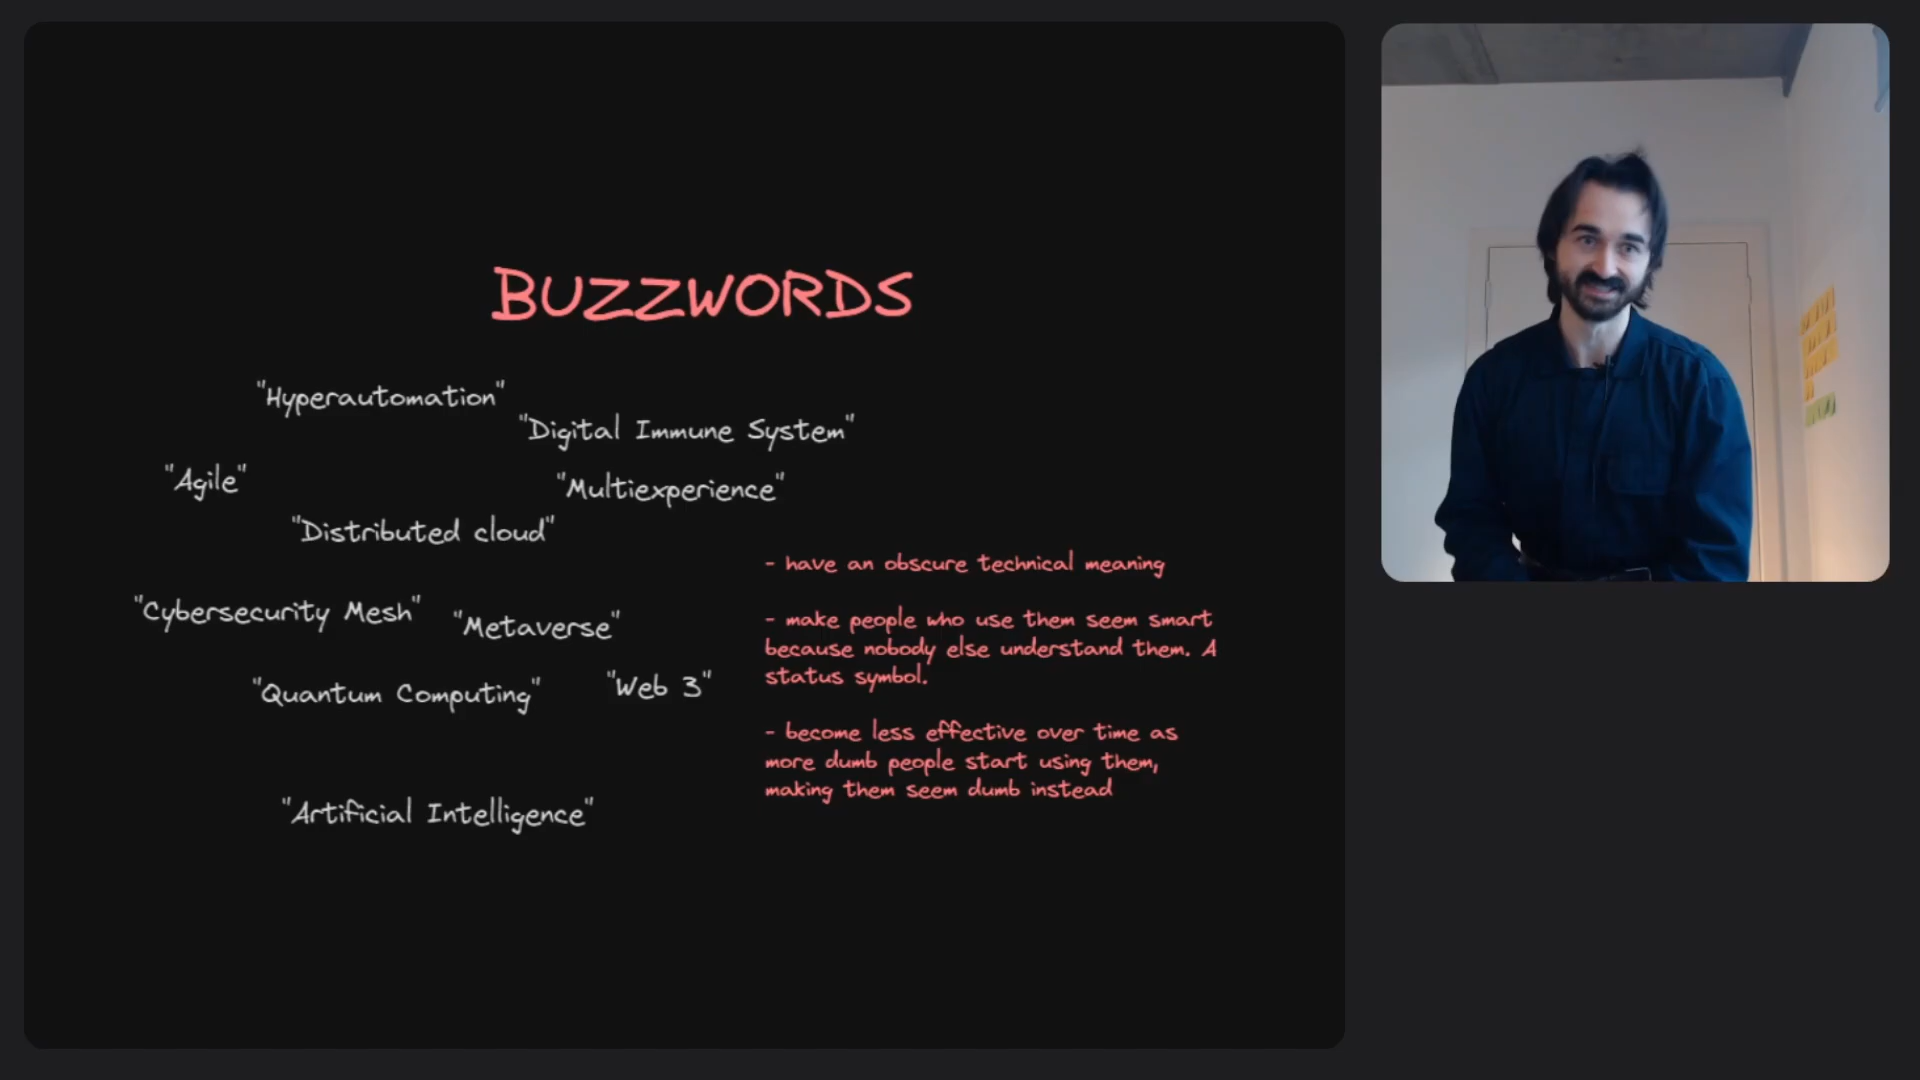 BUZZWORDS
"Hyperautomation"
"Digital Immune System"
"Agile"
"Multiexperience"
"Distributed cloud"
"Cybersecurity Mesh"
"Metaverse"
"Quantum Computing"
"Web 3"
"Artificial Intelligence"
- have an obscure technical meaning
- make people who use them seem smart
because nobody else understand them. A
status symbol.
- become less effective over time as
more dumb people start using them,
making them seem dumb instead